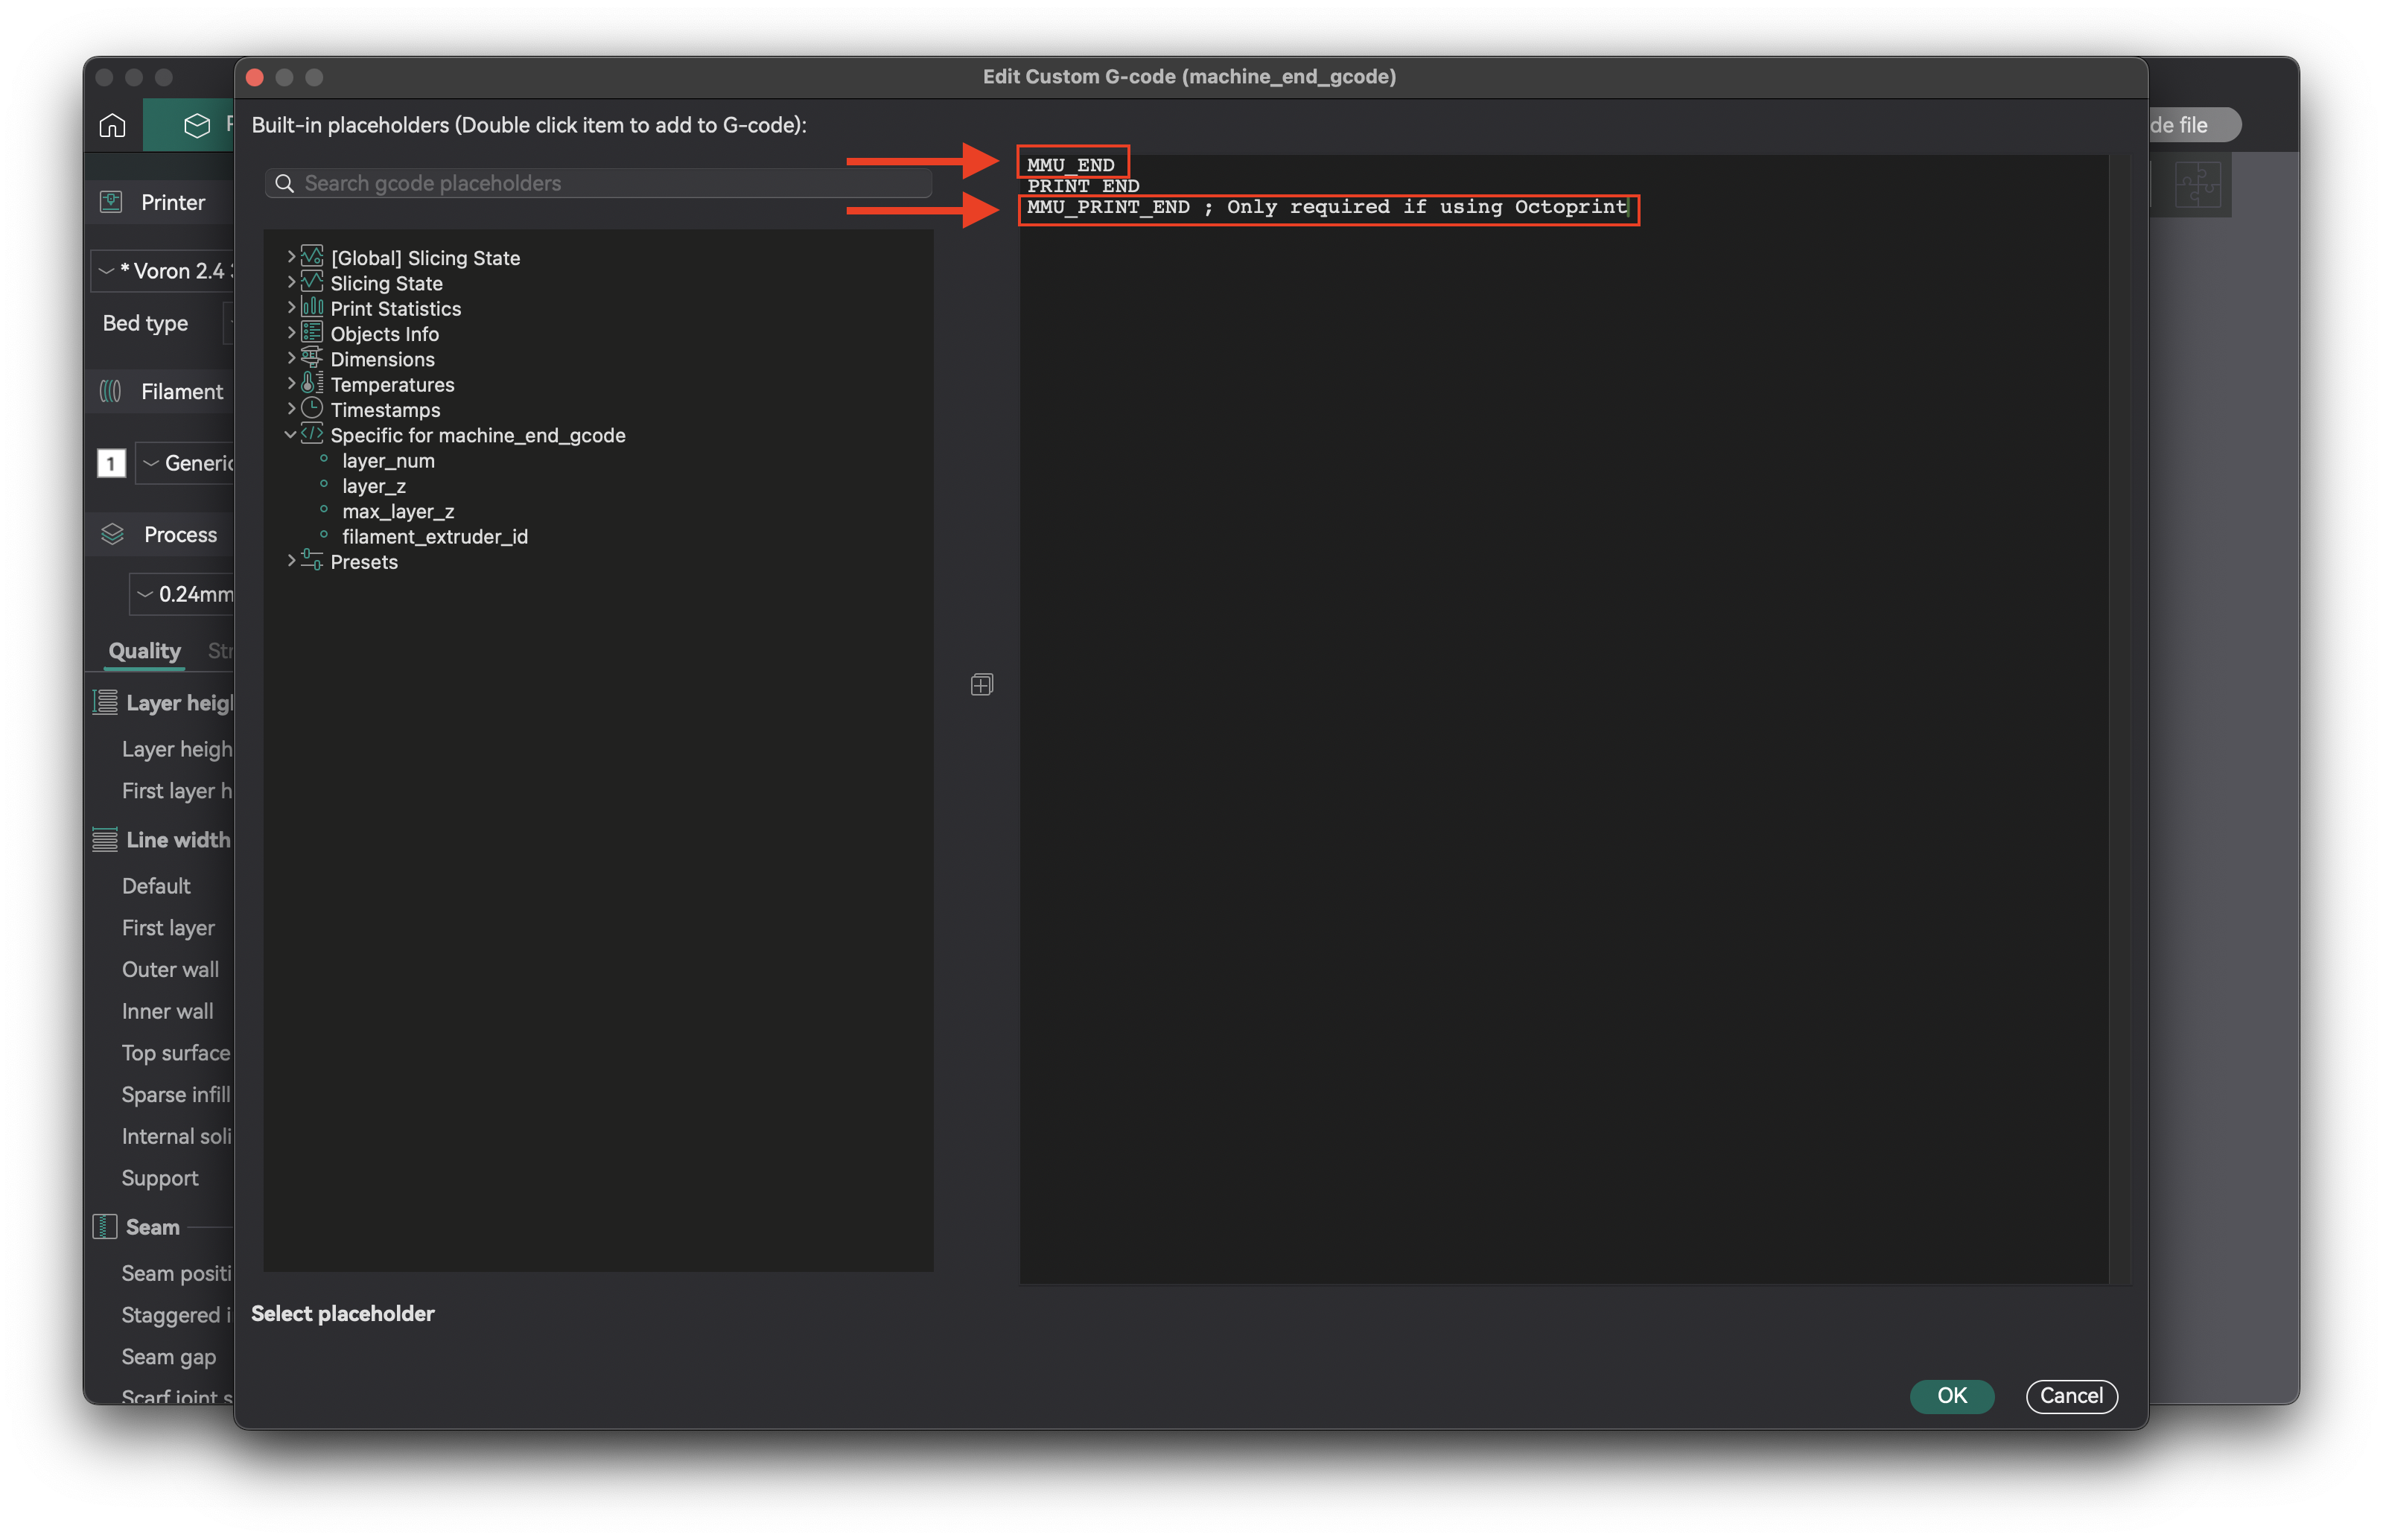 Edit Custom G-code (machine_end_gcode)
de file
Built-in placeholders (Double click item to add to G-code):
Search gcode placeholders
MMU_END
PRINT_END
MMU_PRINT_END ; Only required if using Octoprint
[Global] Slicing State
Slicing State
Print Statistics
Objects Info
Dimensions
Temperatures
Timestamps
Specific for machine_end_gcode
layer_num
layer_z
max_layer_z
filament_extruder_id
Presets
Select placeholder
OK
Cancel
Printer
* Voron 2.4
Bed type
Filament
1
Generic
Process
0.24mm
Quality
Str
Layer heig
Layer heigh
First layer h
Line width
Default
First layer
Outer wall
Inner wall
Top surface
Sparse infill
Internal soli
Support
Seam
Seam positi
Staggered i
Seam gap
Scarf joint s